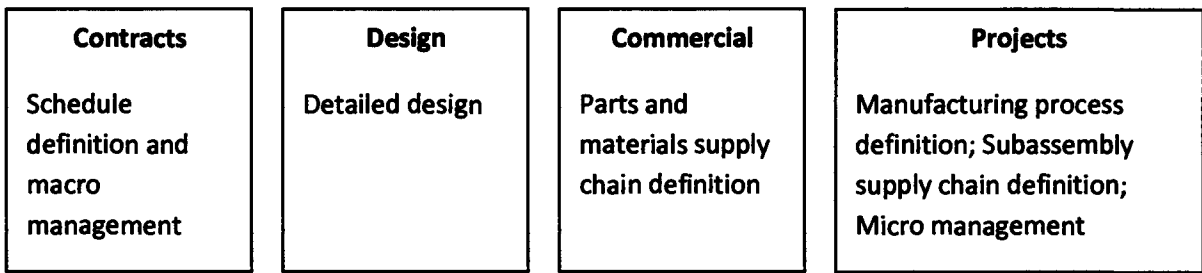 Contracts
Schedule
definition and
macro
management
Design
Detailed design
Commercial
Parts and
materials supply
chain definition
Projects
Manufacturing process
definition; Subassembly
supply chain definition;
Micro management